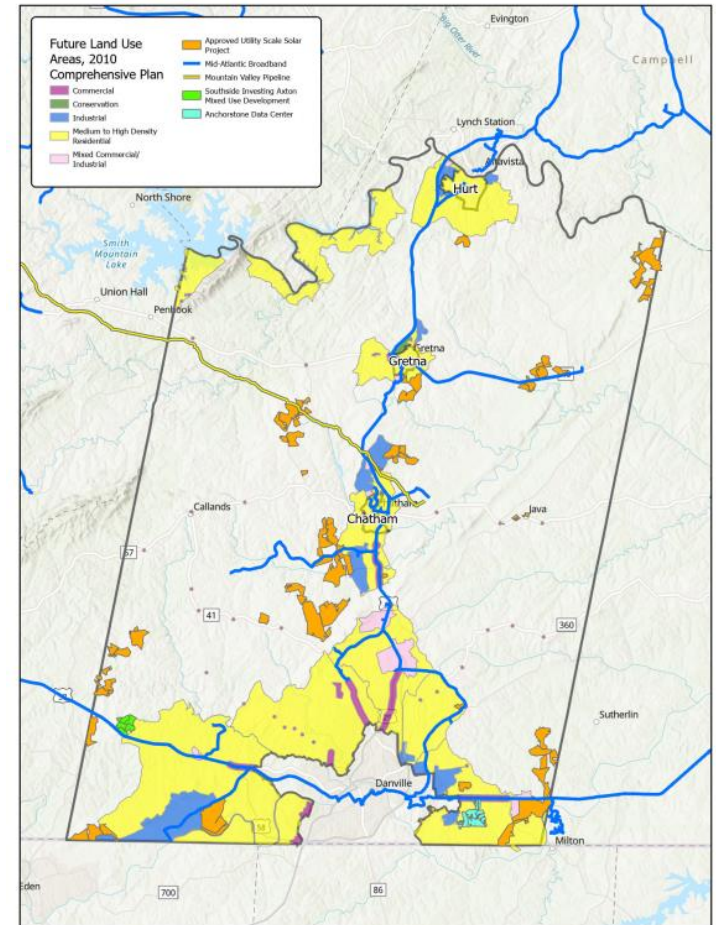 Future Land Use
Areas, 2010
Comprehensive Plan
Commercial
Conservation
Industrial
Medium to High Density
Residential
Mixed Commercial/
Industrial
Approved Utility Scale Solar
Project
Mid-Atlantic Broadband
Mountain Valley Pipeline
Southside Investing Axton
Mixed Use Development
Anchorstone Data Center
Evington
Big Otter River
Campbell
Lynch Station
Altavista
Hurt
North Shore
Smith
Mountain
Lake
Union Hall
Penhook
Gretna
Gretna
Callands
Chatham
Java
57
41
360
Sutherlin
Danville
58
Milton
Eden
700
86